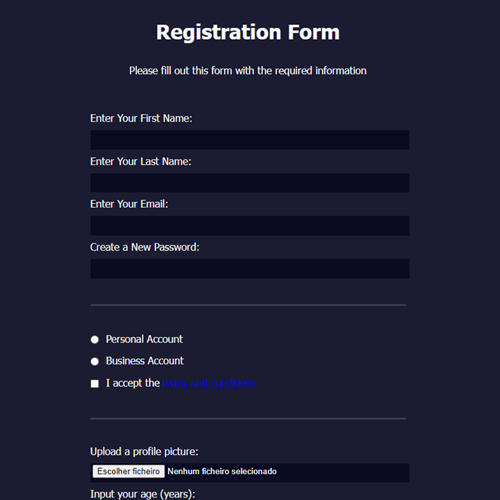 Registration Form
Please fill out this form with the required information
Enter Your First Name:
Enter Your Last Name:
Enter Your Email:
Create a New Password:
Personal Account
Business Account
I accept the terms and conditions
Upload a profile picture:
Escolher ficheiro Nenhum ficheiro selecionado
Input your age (years):